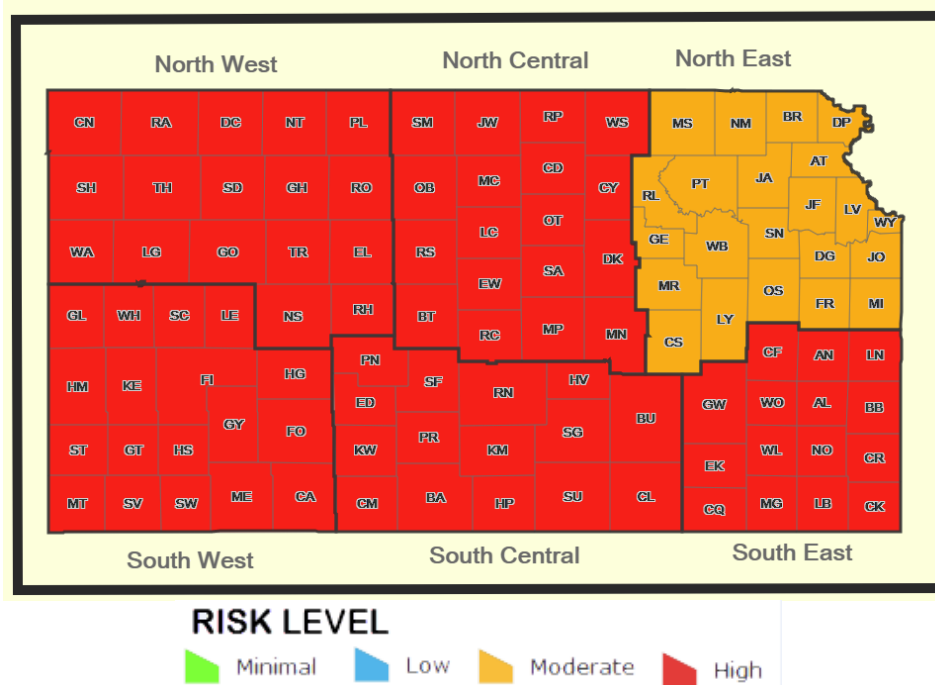 North West North Central North East
CN RA DC NT PL SM JW RP WS MS NM BR DP
SH TH SD GH RO OB MC CD CY RL PT JA AT
JF LV WY
WA LG GO TR EL RS LC OT DK GE WB SN DG JO
EW SA MR OS
GL WH SC LE NS RH BT RC MP MN CS LY FR MI
HM KE FI HG PN SF RN HV CF AN LN
ED BU GW WO AL BB
GY FO PR SG
ST GT HS KW KM EK WL NO CR
MT SV SW ME CA CM BA HP SU CL CQ MG LB CK
South West South Central South East
RISK LEVEL
Minimal Low Moderate High